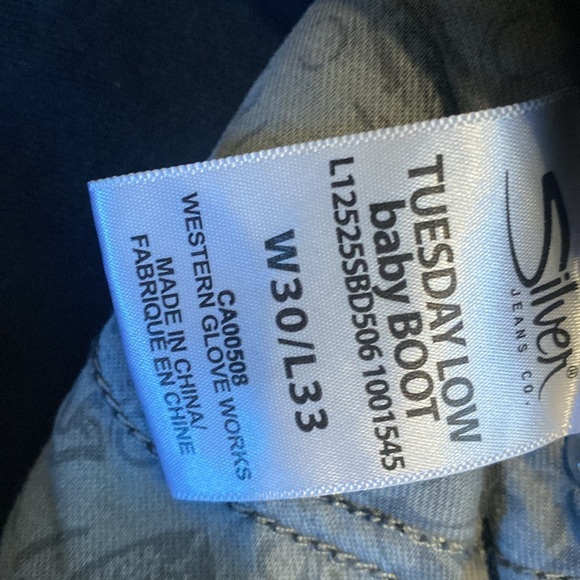 Silver®
JEANS CO.
TUESDAY LOW
baby BOOT
L12525SBD506 1001545
W30/L33
CA00508
WESTERN GLOVE WORKS
MADE IN CHINA/
FABRIQUÉ EN CHINE